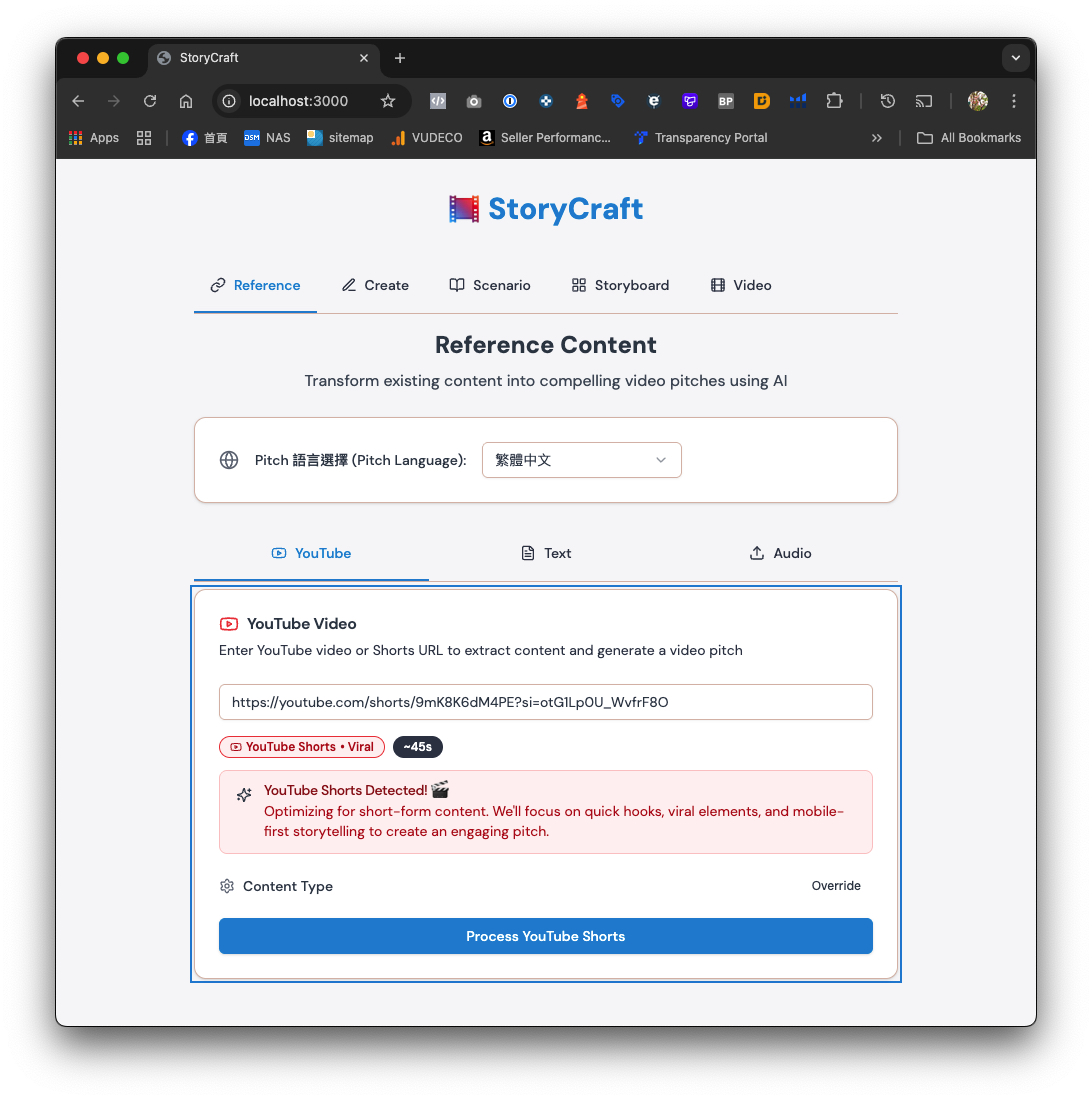 StoryCraft
localhost:3000
BP
Apps
首頁
DSM NAS
sitemap
VUDECO
a Seller Performanc...
Transparency Portal
All Bookmarks
StoryCraft
Reference
Create
Scenario
Storyboard
Video
Reference Content
Transform existing content into compelling video pitches using AI
Pitch 語言選擇 (Pitch Language):
繁體中文
YouTube
Text
Audio
YouTube Video
Enter YouTube video or Shorts URL to extract content and generate a video pitch
https://youtube.com/shorts/9mK8K6dM4PE?si=otG1Lp0U_WvfrF8O
YouTube Shorts • Viral
~45s
YouTube Shorts Detected! 🎬
Optimizing for short-form content. We'll focus on quick hooks, viral elements, and mobile-
first storytelling to create an engaging pitch.
Content Type
Override
Process YouTube Shorts